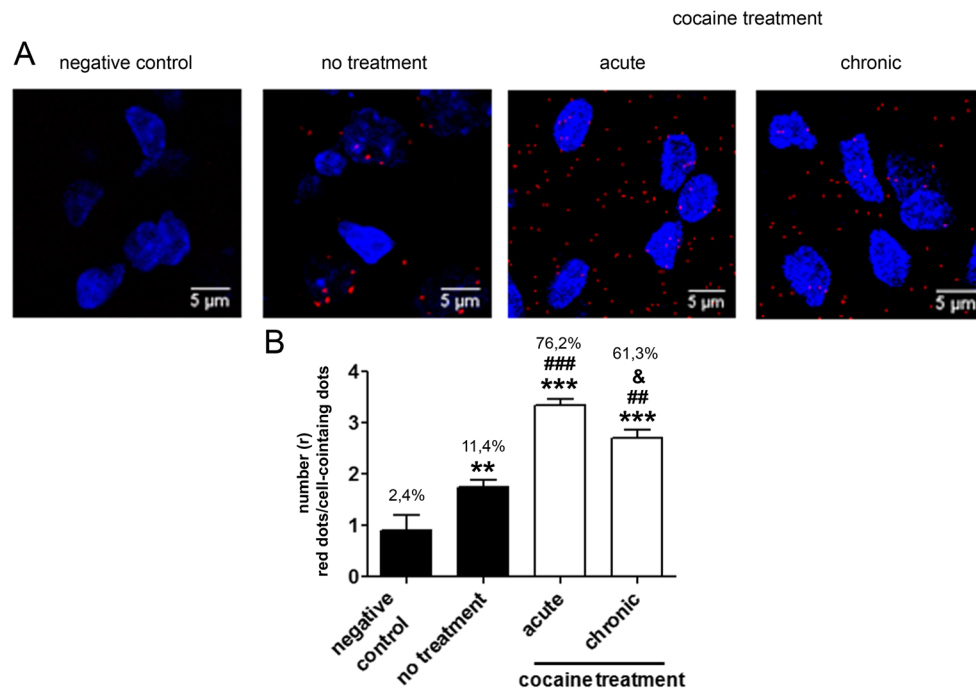 cocaine treatment
A
negative control
no treatment
acute
chronic
5 µm
5 µm
5 µm
5 µm
B
number (r)
red dots/cell-cointaing dots
4
3
2
1
0
2,4%
11,4%
**
76,2%
###
***
61,3%
&
##
***
negative
control
no treatment
acute
chronic
cocaine treatment